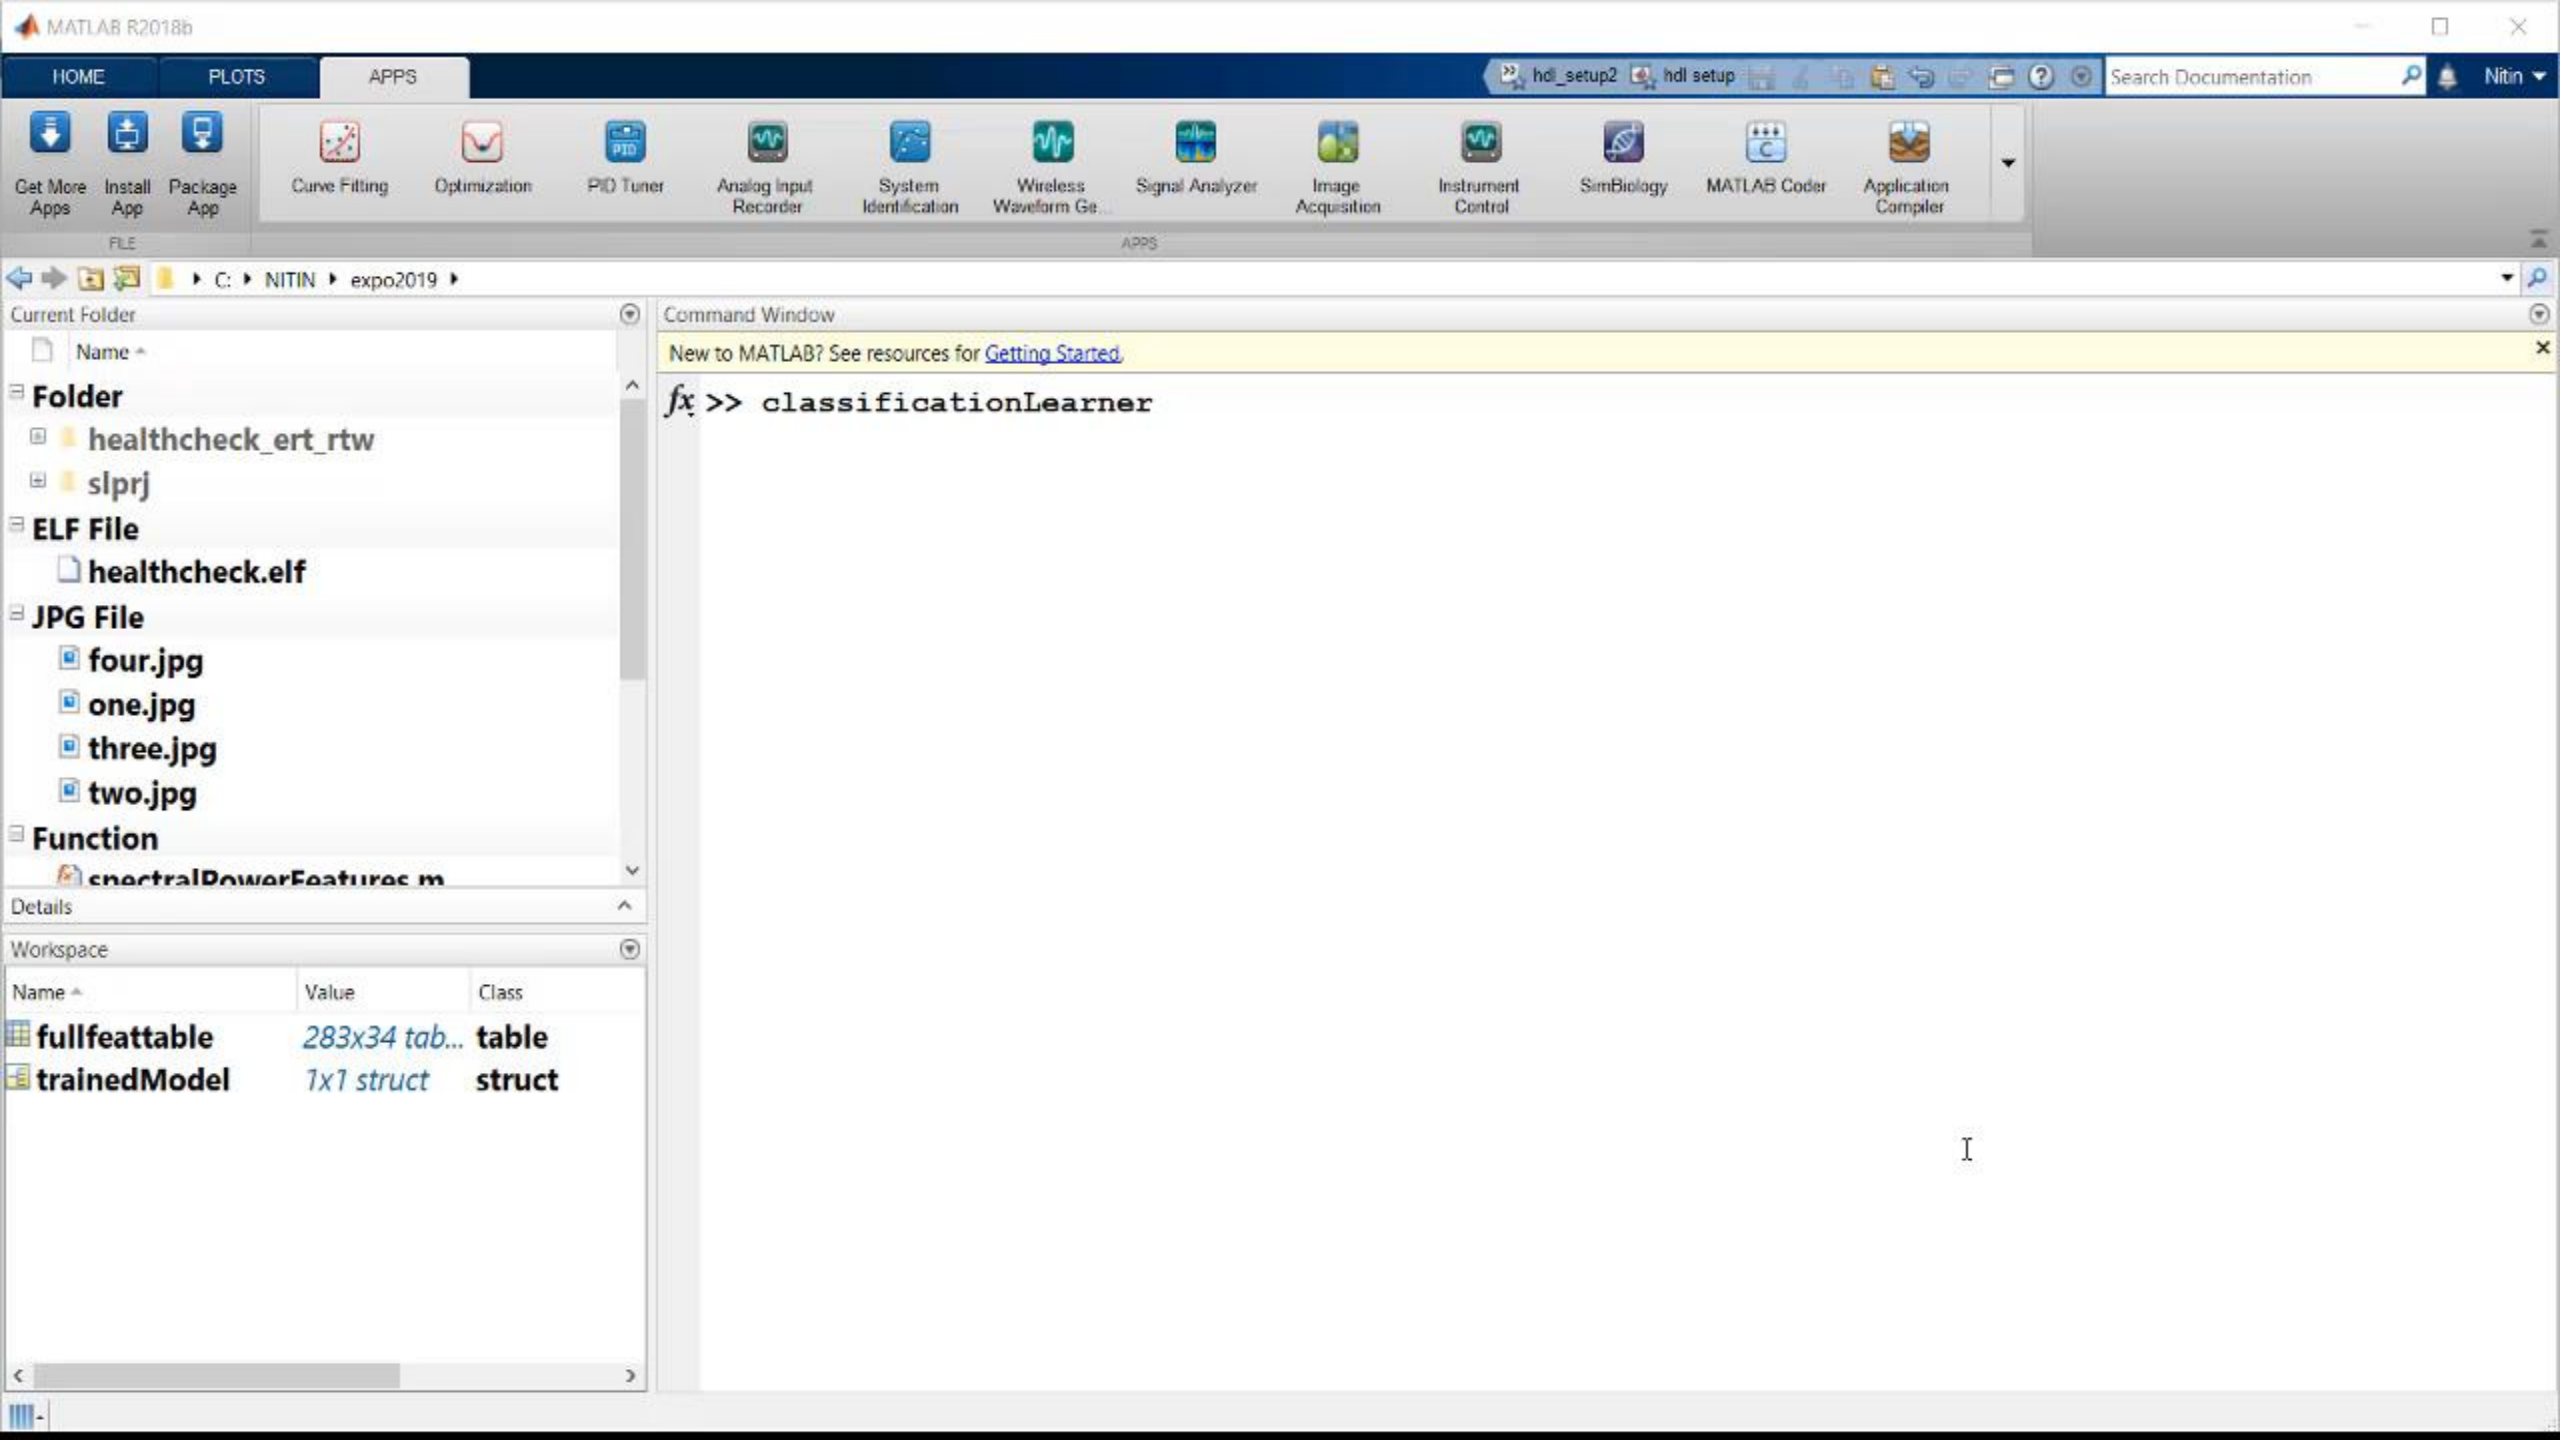 MATLAB R2018b
HOME PLOTS APPS
hdl_setup2 hdl setup Search Documentation Nitin
Get More Apps
Install App
Package App
Curve Fitting
Optimization
PID Tuner
Analog Input Recorder
System Identification
Wireless Waveform Ge...
Signal Analyzer
Image Acquisition
Instrument Control
SimBiology
MATLAB Coder
Application Compiler
FILE APPS
C: NITIN expo2019
Current Folder
Name
Folder
healthcheck_ert_rtw
slprj
ELF File
healthcheck.elf
JPG File
four.jpg
one.jpg
three.jpg
two.jpg
Function
spectralPowerFeatures.m
Details
Workspace
Name Value Class
fullfeattable 283x34 tab... table
trainedModel 1x1 struct struct
Command Window
New to MATLAB? See resources for Getting Started.
fx >> classificationLearner